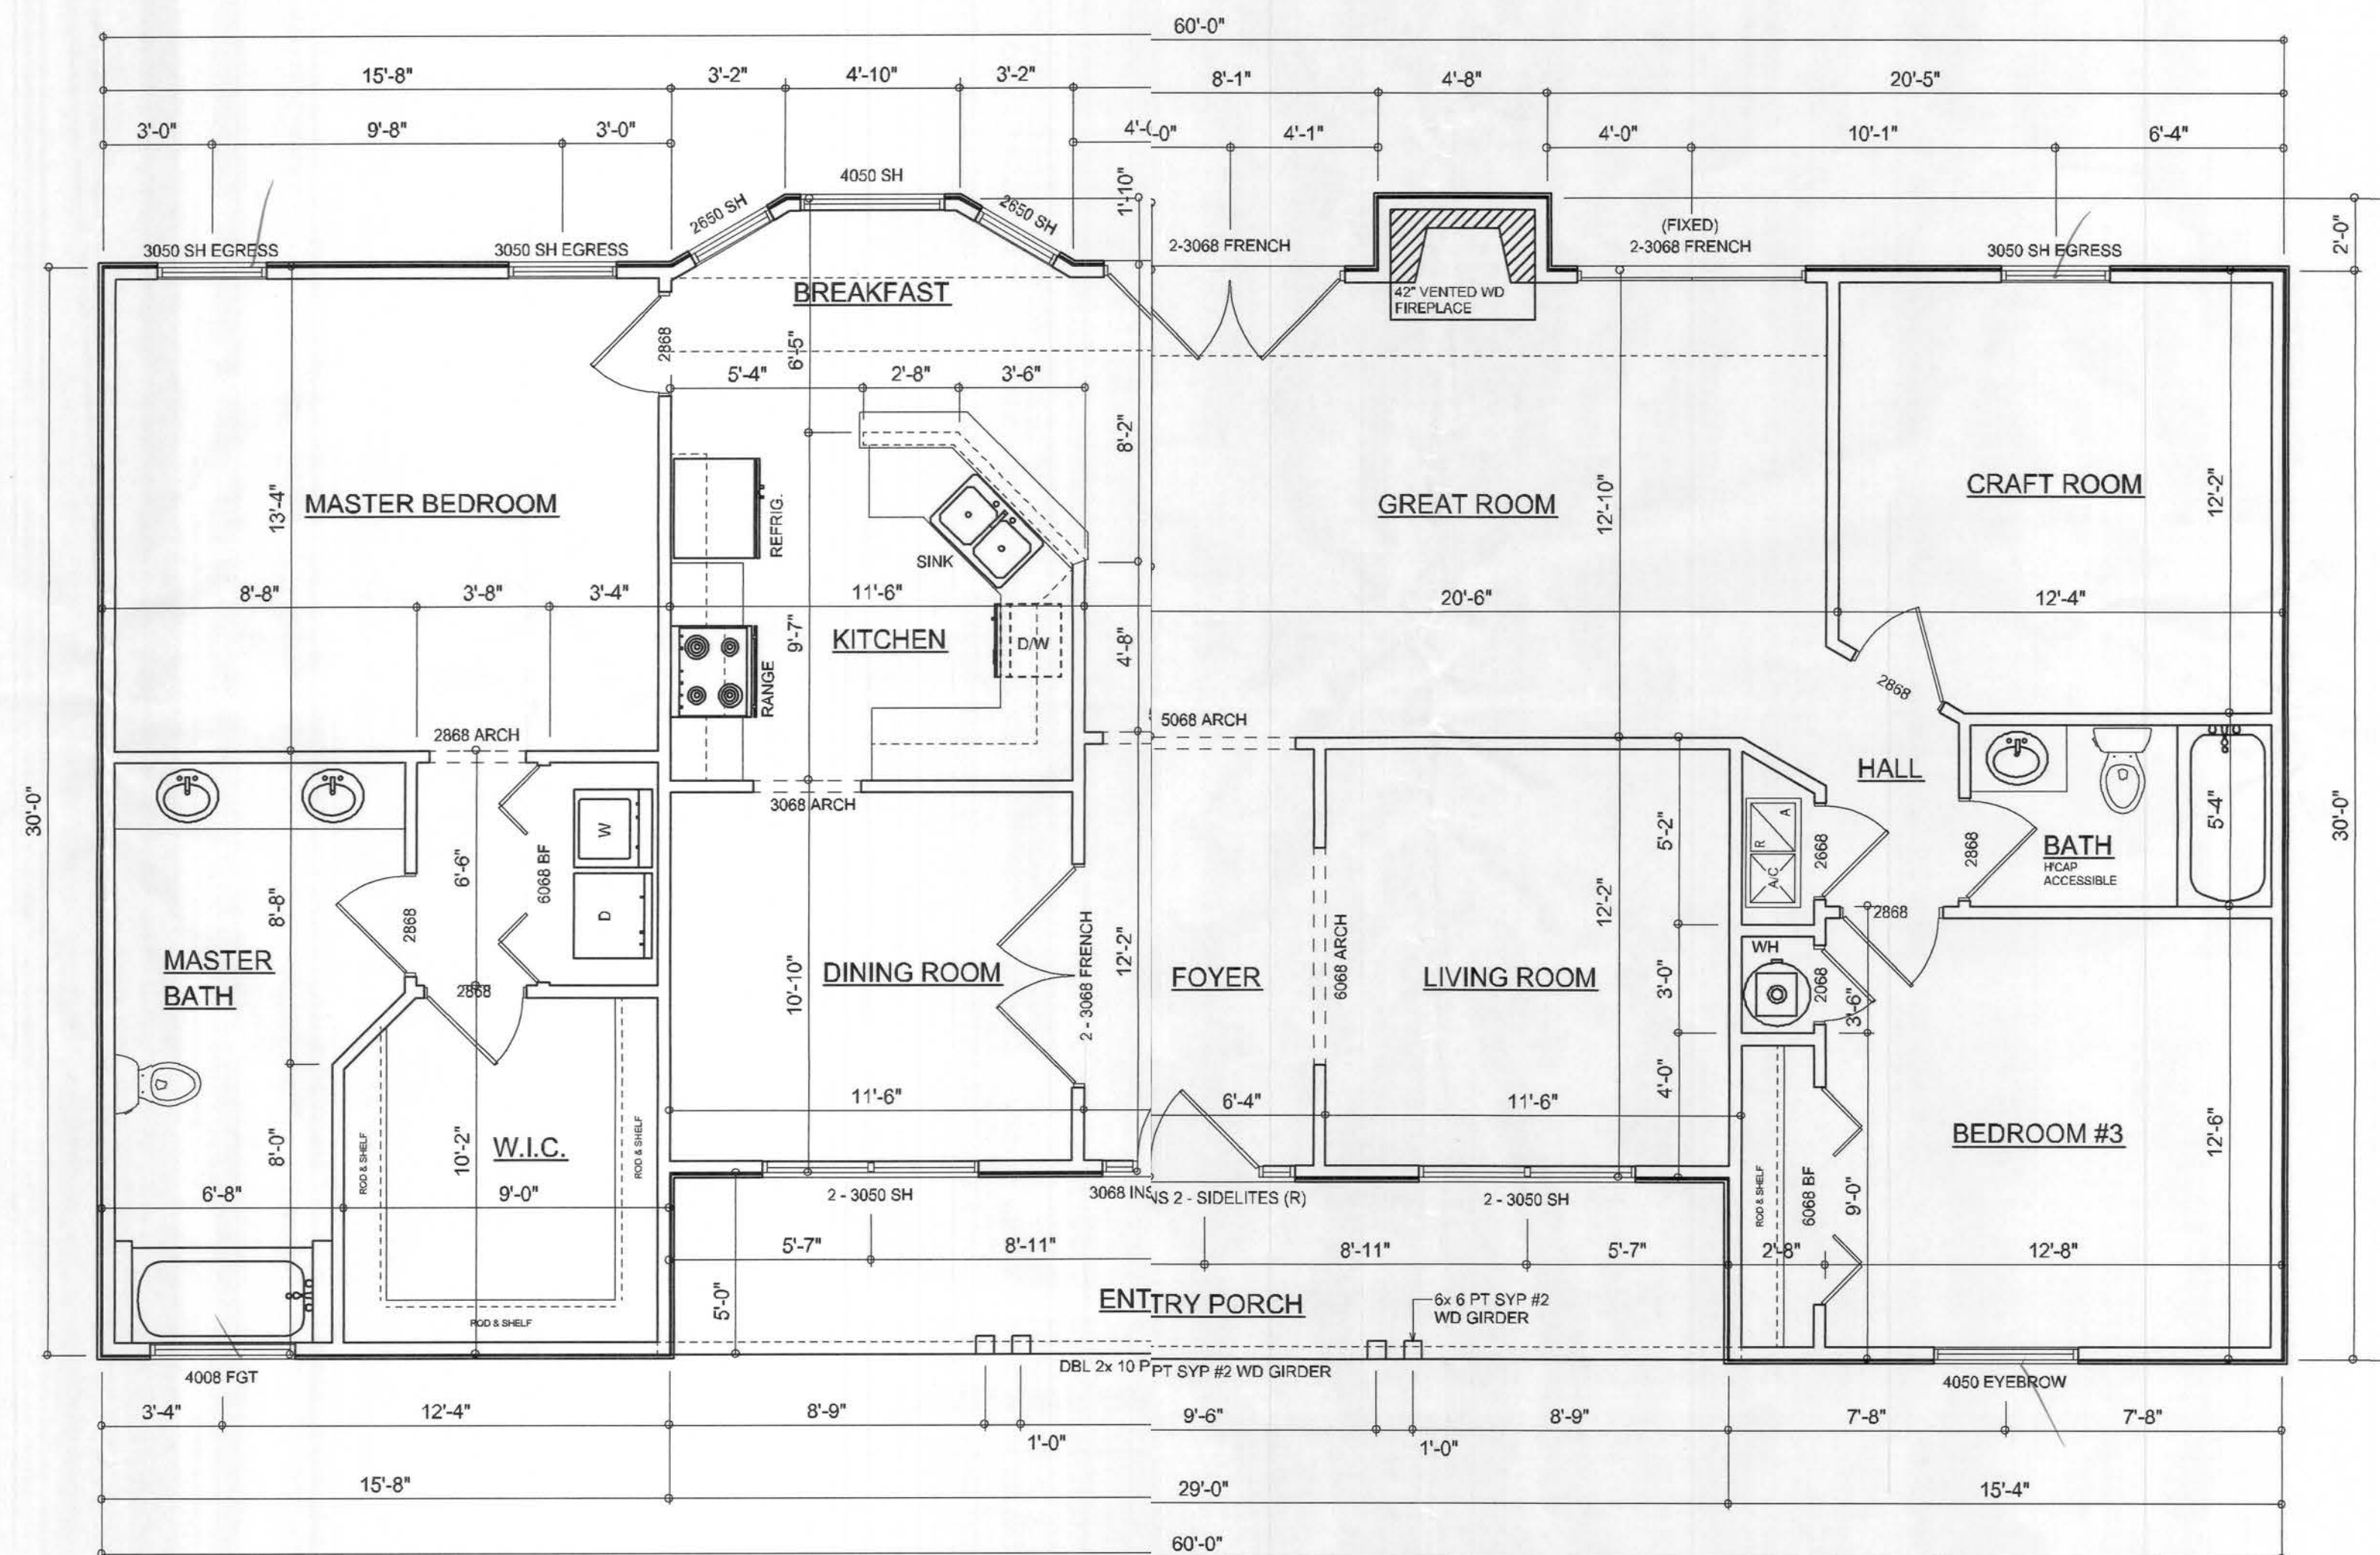 60'-0"
15'-8"
3'-2"
4'-10"
3'-2"
8'-1"
4'-8"
20'-5"
3'-0"
9'-8"
3'-0"
4'-0"
4'-1"
4'-0"
10'-1"
6'-4"
4050 SH
2650 SH
2650 SH
1'-10"
3050 SH EGRESS
3050 SH EGRESS
2-3068 FRENCH
(FIXED)
2-3068 FRENCH
3050 SH EGRESS
2'-0"
BREAKFAST
42" VENTED WD
FIREPLACE
2868
6'-5"
5'-4"
2'-8"
3'-6"
8'-2"
13'-4"
MASTER BEDROOM
REFRIG.
SINK
GREAT ROOM
12'-10"
CRAFT ROOM
12'-2"
8'-8"
3'-8"
3'-4"
11'-6"
20'-6"
12'-4"
KITCHEN
9'-7"
D/W
4'-8"
RANGE
2868
2868 ARCH
5068 ARCH
3068 ARCH
HALL
30'-0"
W
D
6'-6"
6068 BF
8'-8"
2868
5'-2"
R
A
A/C
2668
2868
BATH
H'CAP
ACCESSIBLE
5'-4"
30'-0"
MASTER
BATH
2868
DINING ROOM
10'-10"
2 - 3068 FRENCH
12'-2"
FOYER
6068 ARCH
LIVING ROOM
12'-2"
3'-0"
WH
2068
2868
3'-6"
11'-6"
6'-4"
11'-6"
4'-0"
8'-0"
ROD & SHELF
10'-2"
W.I.C.
ROD & SHELF
BEDROOM #3
12'-6"
6'-8"
9'-0"
2 - 3050 SH
3068 INS 2 - SIDELITES (R)
2 - 3050 SH
ROD & SHELF
6068 BF
9'-0"
5'-7"
8'-11"
8'-11"
5'-7"
2'-8"
12'-8"
5'-0"
ENTRY PORCH
6x 6 PT SYP #2
WD GIRDER
ROD & SHELF
DBL 2x 10 PT SYP #2 WD GIRDER
4008 FGT
4050 EYEBROW
3'-4"
12'-4"
8'-9"
1'-0"
9'-6"
1'-0"
8'-9"
7'-8"
7'-8"
15'-8"
29'-0"
15'-4"
60'-0"